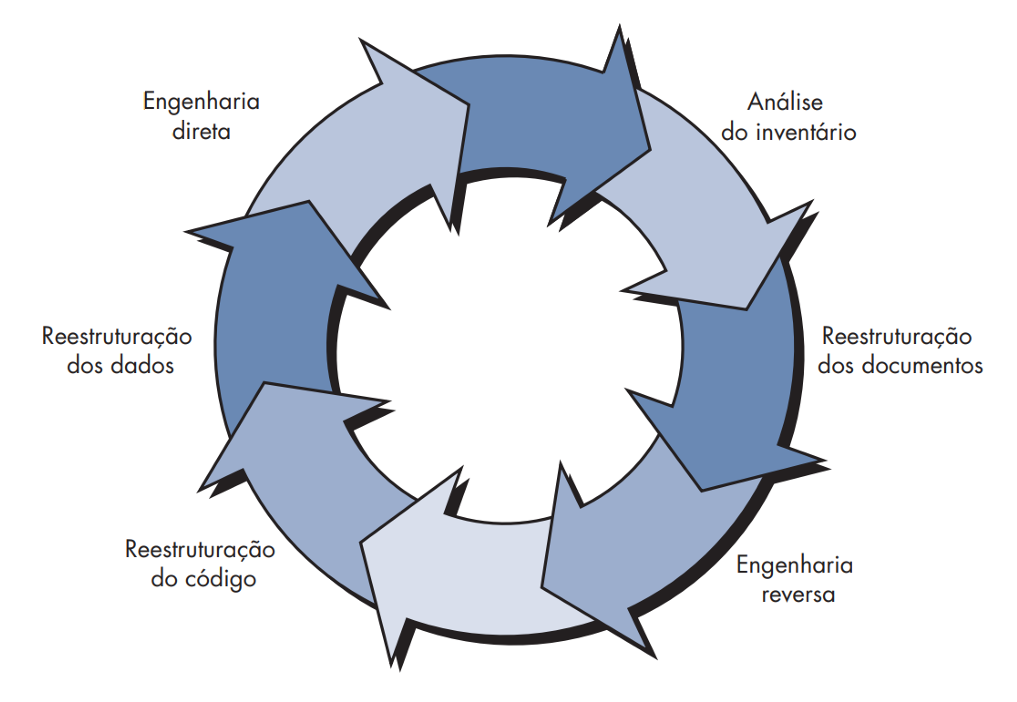 Engenharia
direta
Análise
do inventário
Reestruturação
dos dados
Reestruturação
dos documentos
Reestruturação
do código
Engenharia
reversa